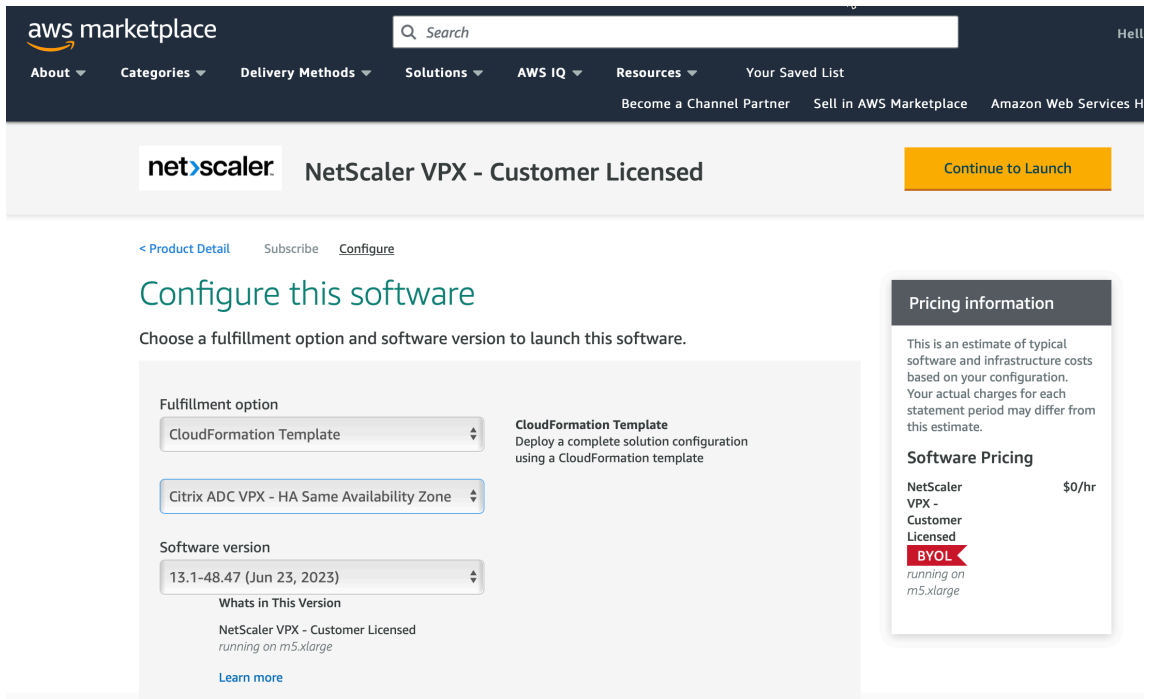 aws marketplace
Search
Hell
About
Categories
Delivery Methods
Solutions
AWS IQ
Resources
Your Saved List
Become a Channel Partner
Sell in AWS Marketplace
Amazon Web Services H
net>scaler.
NetScaler VPX - Customer Licensed
Continue to Launch
< Product Detail
Subscribe
Configure
Configure this software
Choose a fulfillment option and software version to launch this software.
Fulfillment option
CloudFormation Template
CloudFormation Template
Deploy a complete solution configuration
using a CloudFormation template
Citrix ADC VPX - HA Same Availability Zone
Software version
13.1-48.47 (Jun 23, 2023)
Whats in This Version
NetScaler VPX - Customer Licensed
running on m5.xlarge
Learn more
Pricing information
This is an estimate of typical
software and infrastructure costs
based on your configuration.
Your actual charges for each
statement period may differ from
this estimate.
Software Pricing
NetScaler $0/hr
VPX -
Customer
Licensed
BYOL
running on
m5.xlarge